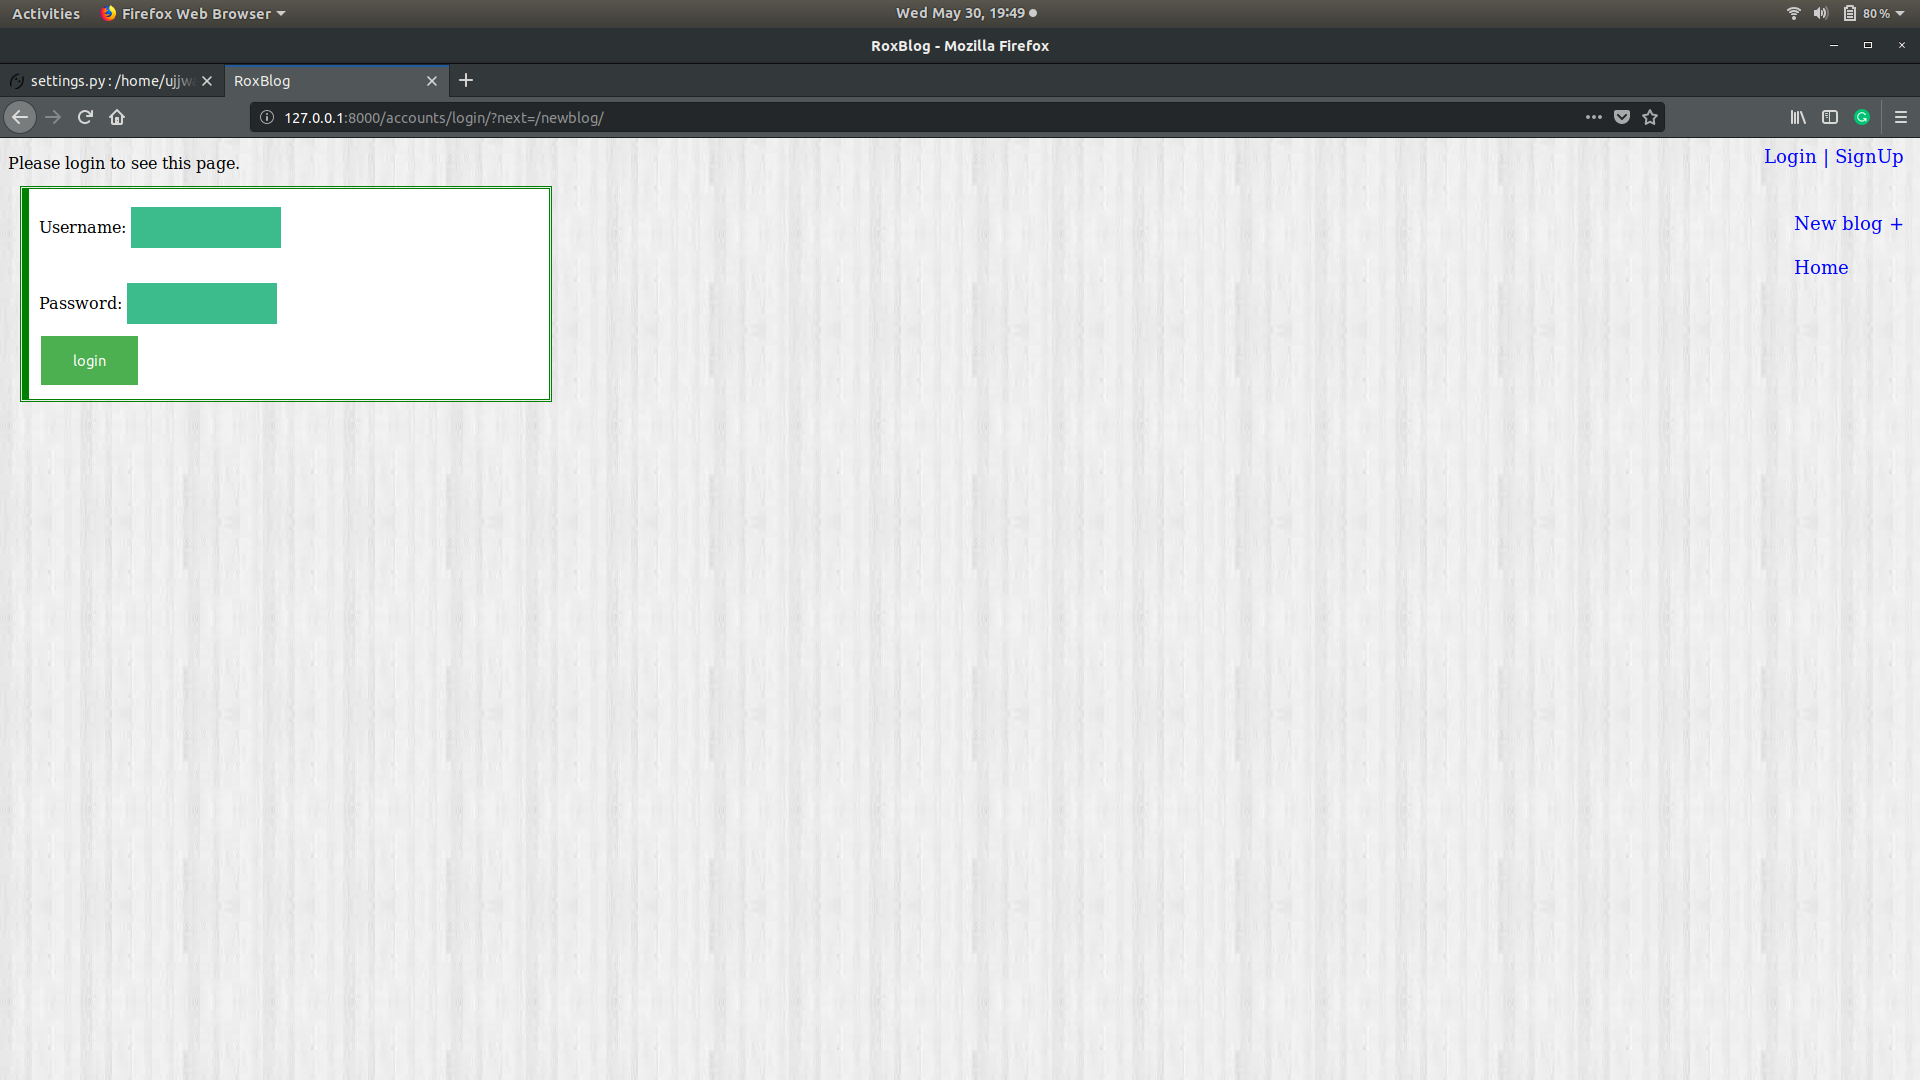 Activities Firefox Web Browser Wed May 30, 19:49 80 %
RoxBlog - Mozilla Firefox
settings.py : /home/ujjw RoxBlog
127.0.0.1:8000/accounts/login/?next=/newblog/
Please login to see this page.
Login | SignUp
Username:
New blog +
Home
Password:
login